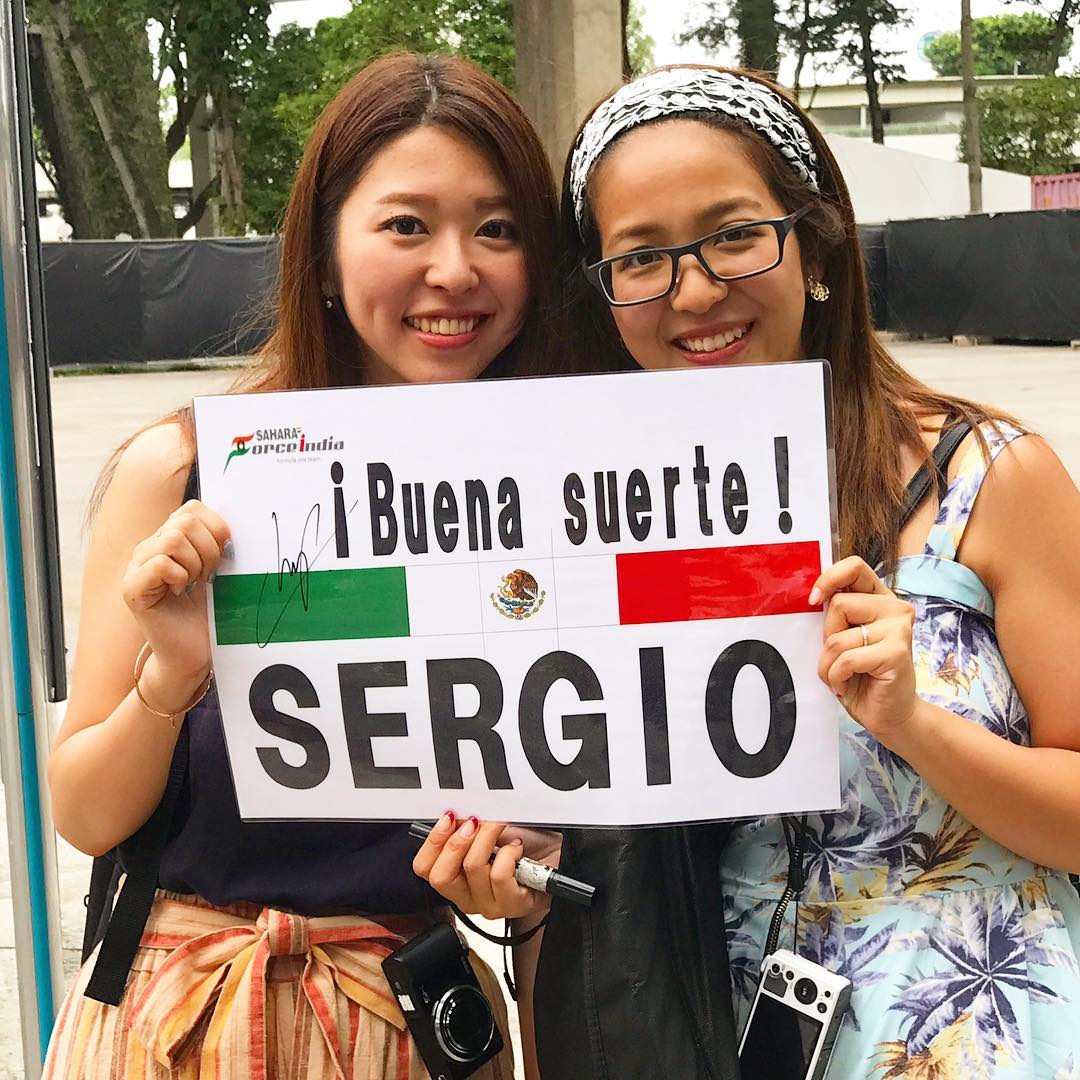 SAHARA
Force India
formula one team
¡Buena suerte!
SERGIO